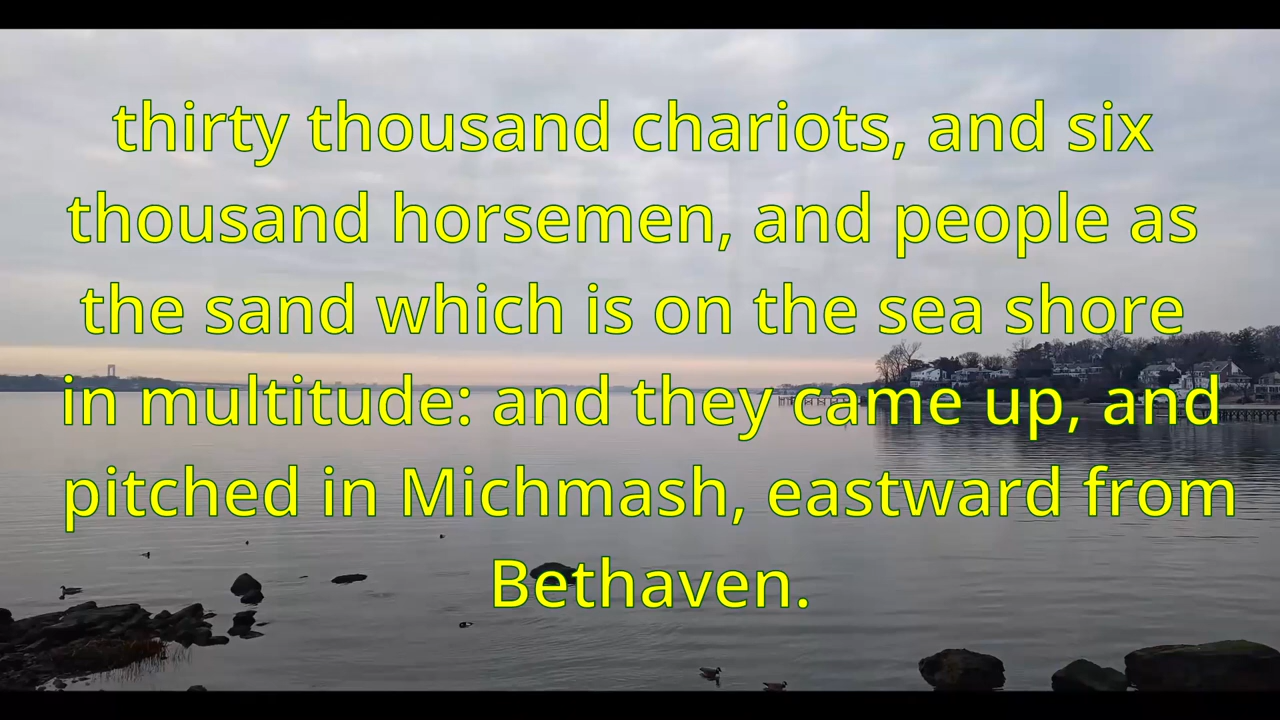 thirty thousand chariots, and six
thousand horsemen, and people as
the sand which is on the sea shore
in multitude: and they came up, and
pitched in Michmash, eastward from
Bethaven.